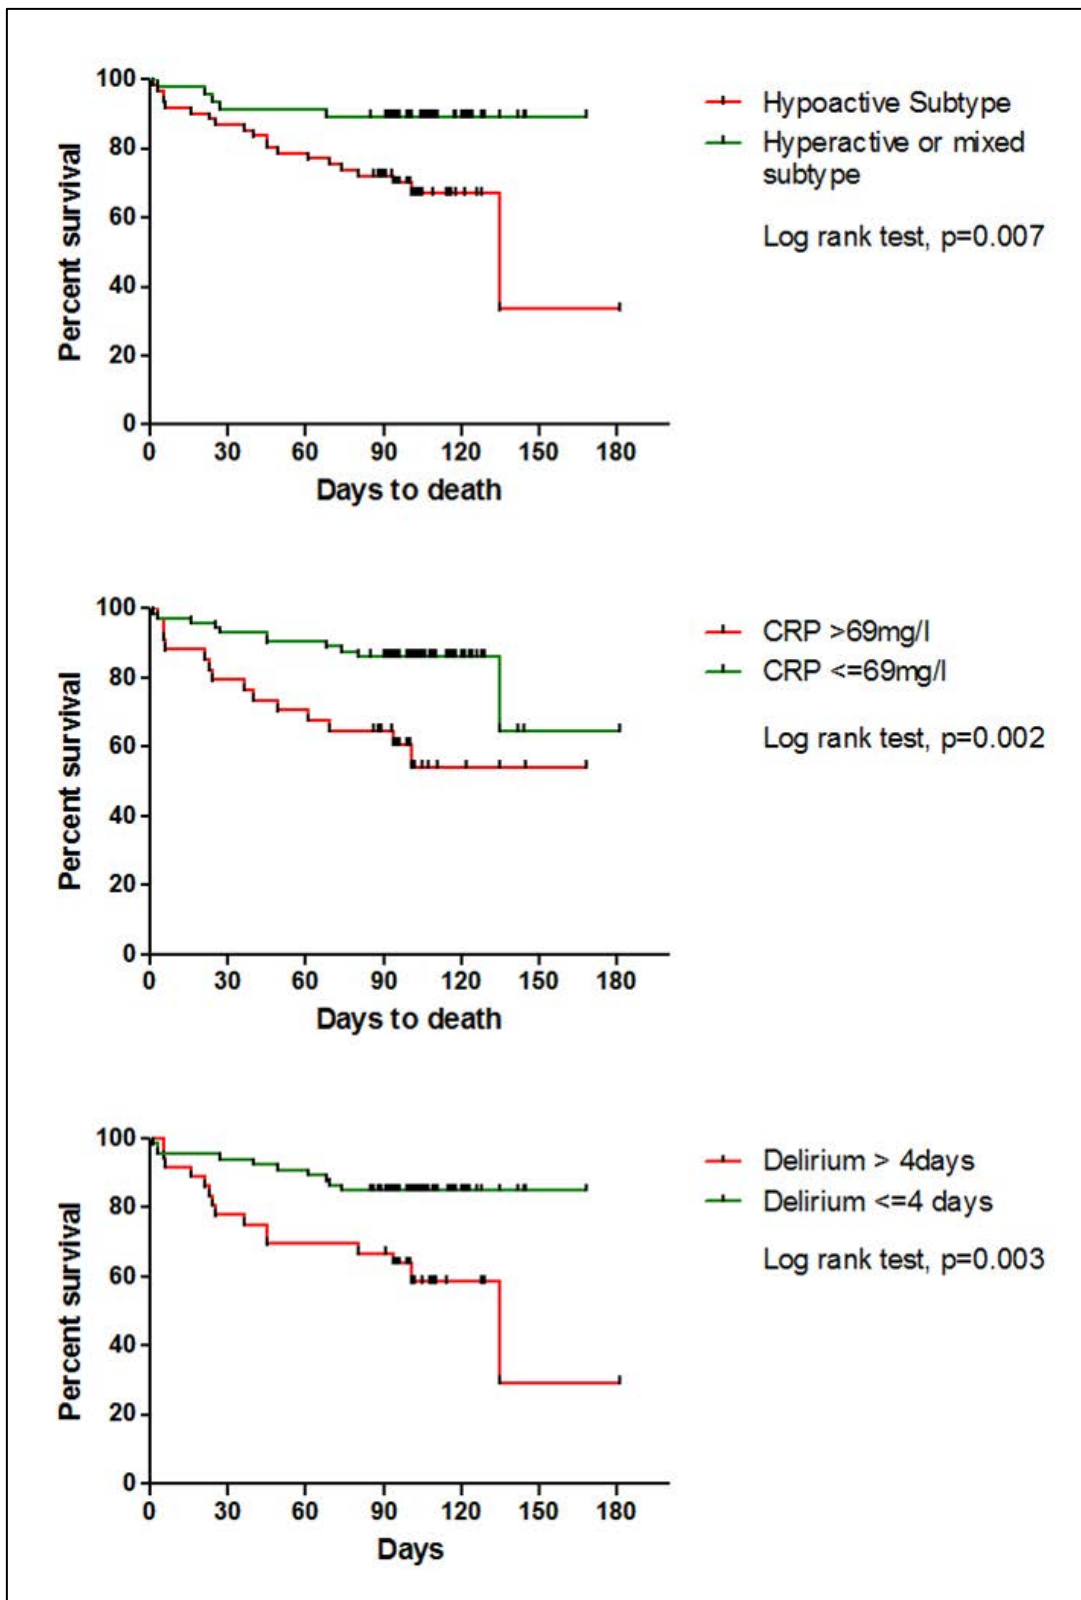 100
80
60
40
20
0
Percent survival
0 30 60 90 120 150 180
Days to death
Hypoactive Subtype
Hyperactive or mixed
subtype
Log rank test, p=0.007
100
80
60
40
20
0
Percent survival
0 30 60 90 120 150 180
Days to death
CRP >69mg/l
CRP <=69mg/l
Log rank test, p=0.002
100
80
60
40
20
0
Percent survival
0 30 60 90 120 150 180
Days
Delirium > 4days
Delirium <=4 days
Log rank test, p=0.003